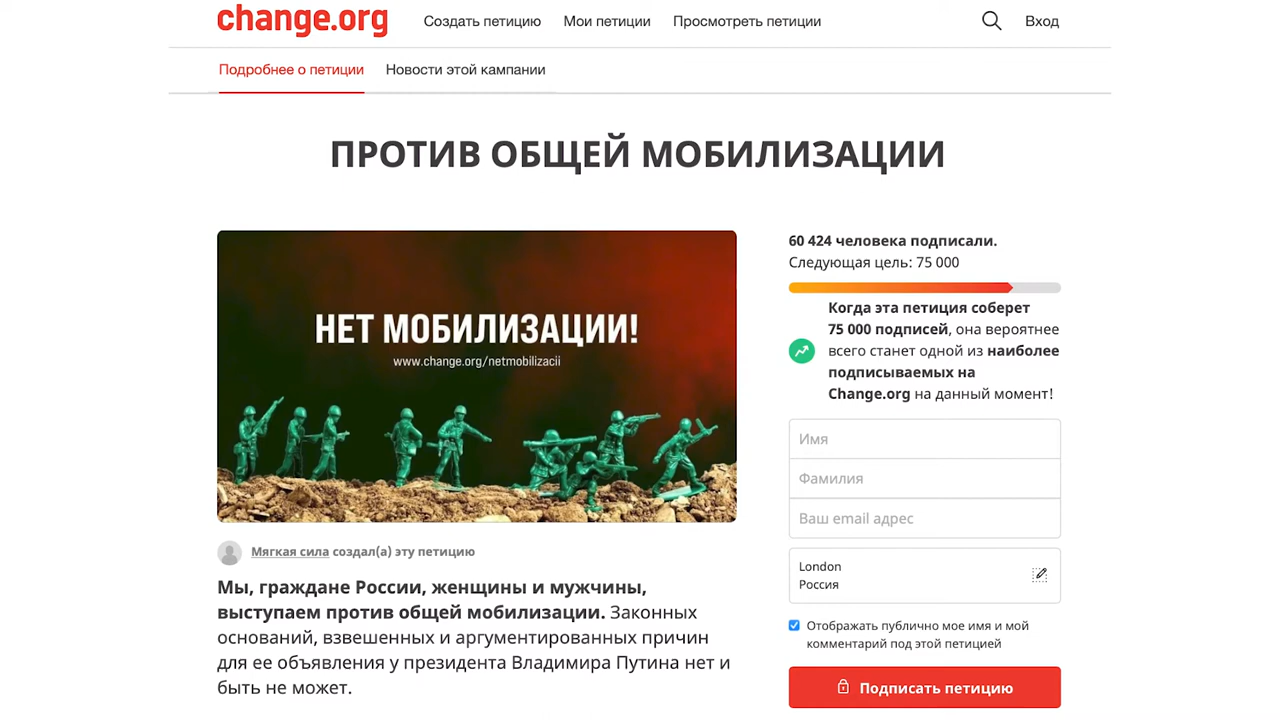 change.org
Создать петицию
Мои петиции
Просмотреть петиции
Вход
Подробнее о петиции
Новости этой кампании
ПРОТИВ ОБЩЕЙ МОБИЛИЗАЦИИ
НЕТ МОБИЛИЗАЦИИ!
www.change.org/netmobilizacii
Мягкая сила создал(а) эту петицию
Мы, граждане России, женщины и мужчины,
выступаем против общей мобилизации. Законных
оснований, взвешенных и аргументированных причин
для ее объявления у президента Владимира Путина нет и
быть не может.
60 424 человека подписали.
Следующая цель: 75 000
Когда эта петиция соберет
75 000 подписей, она вероятнее
всего станет одной из наиболее
подписываемых на
Change.org на данный момент!
Имя
Фамилия
Ваш email адрес
London
Россия
Отображать публично мое имя и мой
комментарий под этой петицией
Подписать петицию